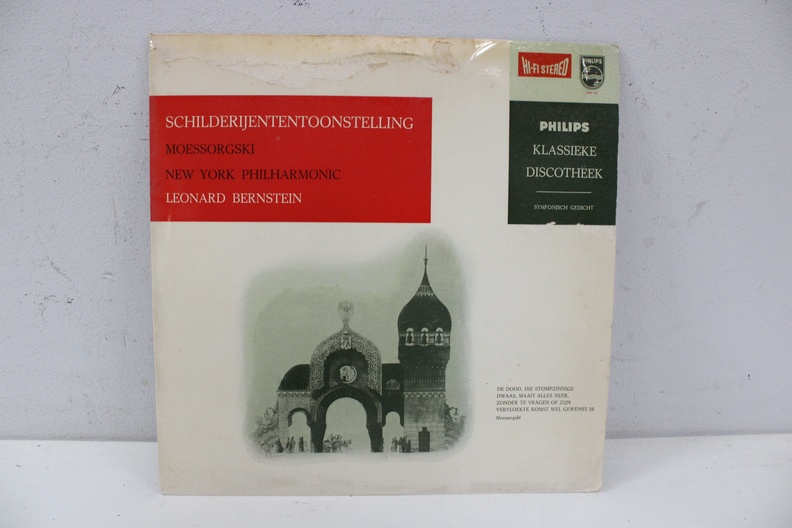 HI-FI STEREO
PHILIPS
SCHILDERIJENTENTOONSTELLING
MOESSORGSKI
NEW YORK PHILHARMONIC
LEONARD BERNSTEIN
PHILIPS
KLASSIEKE
DISCOTHEEK
SYMFONISCH GEDICHT
DE DOOD, DIE STOMPZINNIGE
DWAAS, MAAIT ALLES NEER,
ZONDER TE VRAGEN OF ZIJN
VERVLOEKTE KOMST WEL GEWENST IS
Moessorgski